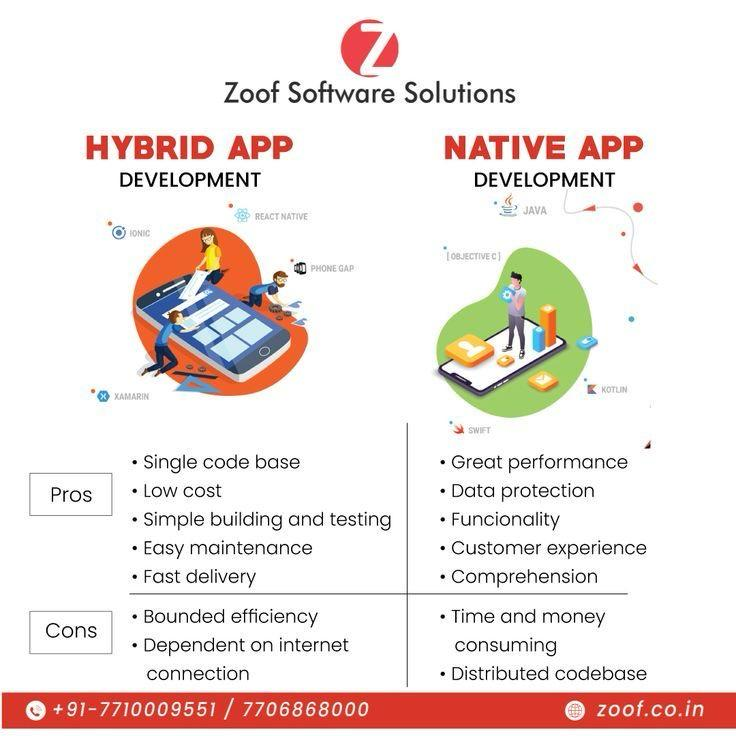 Z
Zoof Software Solutions
HYBRID APP
DEVELOPMENT
REACT NATIVE
IONIC
PHONE GAP
XAMARIN
NATIVE APP
DEVELOPMENT
JAVA
[ OBJECTIVE C ]
KOTLIN
SWIFT
Pros
• Single code base
• Low cost
• Simple building and testing
• Easy maintenance
• Fast delivery
• Great performance
• Data protection
• Funcionality
• Customer experience
• Comprehension
Cons
• Bounded efficiency
• Dependent on internet
connection
• Time and money
consuming
• Distributed codebase
+91-7710009551 / 7706868000
zoof.co.in